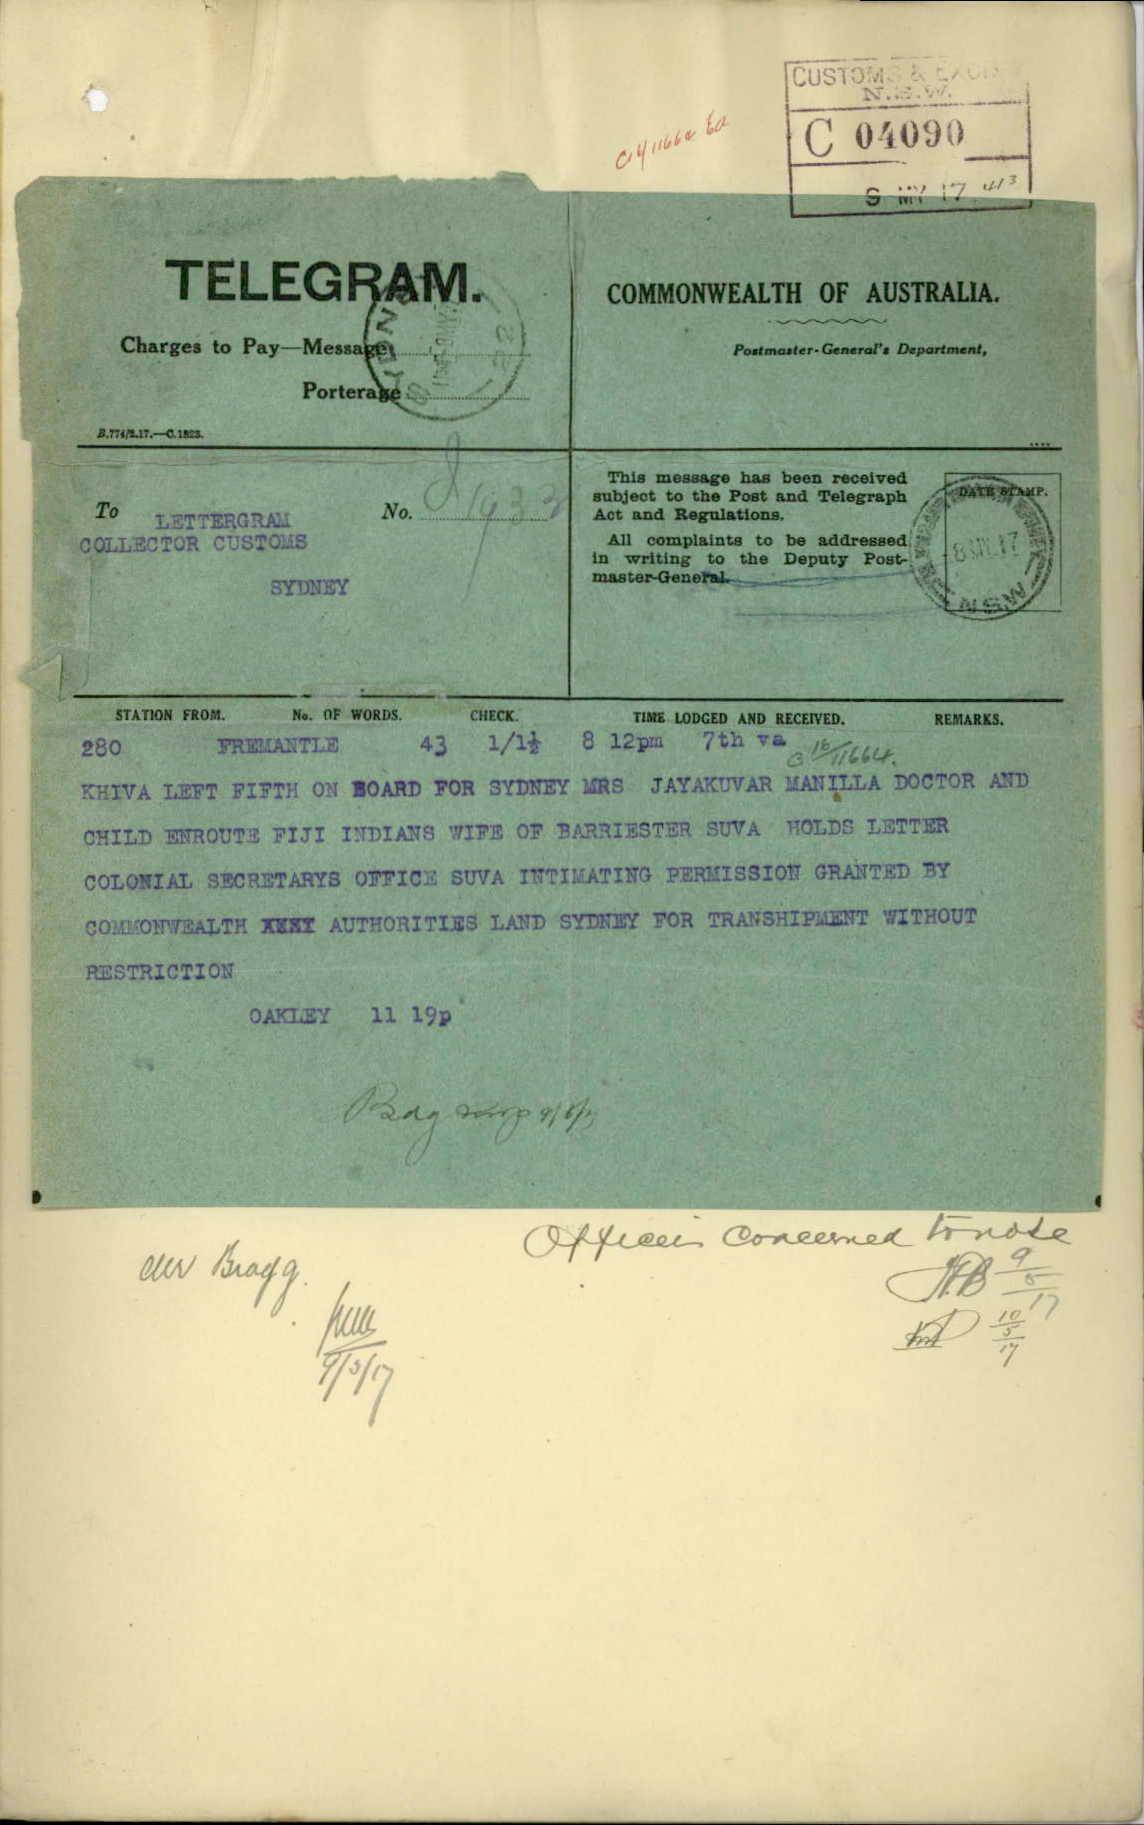 CUSTOMS & EXCISE
N.S.W.
C 04090
9 MY 17
TELEGRAM.
COMMONWEALTH OF AUSTRALIA.
Charges to Pay—Message
Postmaster-General's Department,
Porterage
B.774/2.17.—C.1823.
To LETTERGRAM No.
COLLECTOR CUSTOMS
SYDNEY
This message has been received
subject to the Post and Telegraph
Act and Regulations.
All complaints to be addressed
in writing to the Deputy Post-
master-General.
DATE STAMP.
8 MY 17
N.S.W
STATION FROM. No. OF WORDS. CHECK. TIME LODGED AND RECEIVED. REMARKS.
280 FREMANTLE 43 1/1½ 8 12pm 7th va
C 16/11664.
KHIVA LEFT FIFTH ON BOARD FOR SYDNEY MRS JAYAKUVAR MANILLA DOCTOR AND
CHILD ENROUTE FIJI INDIANS WIFE OF BARRIESTER SUVA HOLDS LETTER
COLONIAL SECRETARYS OFFICE SUVA INTIMATING PERMISSION GRANTED BY
COMMONWEALTH XXXX AUTHORITIES LAND SYDNEY FOR TRANSHIPMENT WITHOUT
RESTRICTION
OAKLEY 11 19p
Officers concerned to note
9/5/17
10/5/17
Mr Bragg.
9/5/17